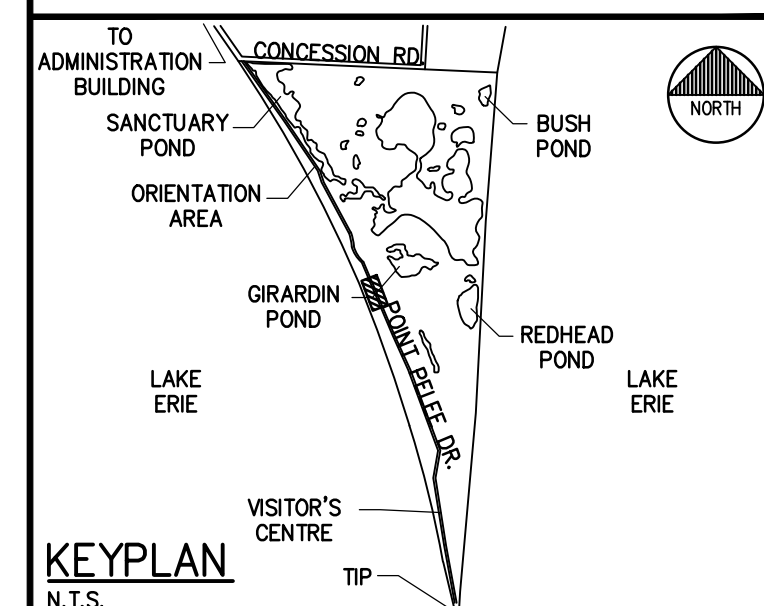 TO
ADMINISTRATION
BUILDING
CONCESSION RD.
NORTH
SANCTUARY
POND
BUSH
POND
ORIENTATION
AREA
GIRARDIN
POND
POINT PELEE DR.
REDHEAD
POND
LAKE
ERIE
LAKE
ERIE
VISITOR'S
CENTRE
KEYPLAN
TIP
N.T.S.